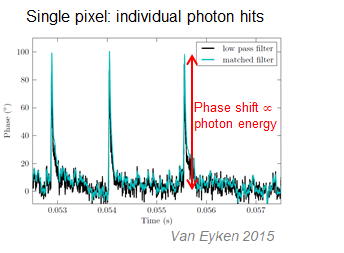 Single pixel: individual photon hits
low pass filter
matched filter
Phase shift ∝
photon energy
Phase (°)
100
80
60
40
20
0
0.053
0.054
0.055
0.056
0.057
Time (s)
Van Eyken 2015